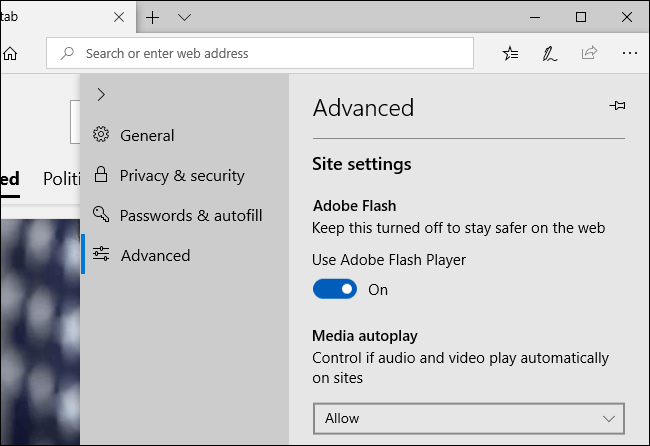 tab
Search or enter web address
General
Privacy & security
Passwords & autofill
Advanced
ed
Politi
Advanced
Site settings
Adobe Flash
Keep this turned off to stay safer on the web
Use Adobe Flash Player
On
Media autoplay
Control if audio and video play automatically
on sites
Allow